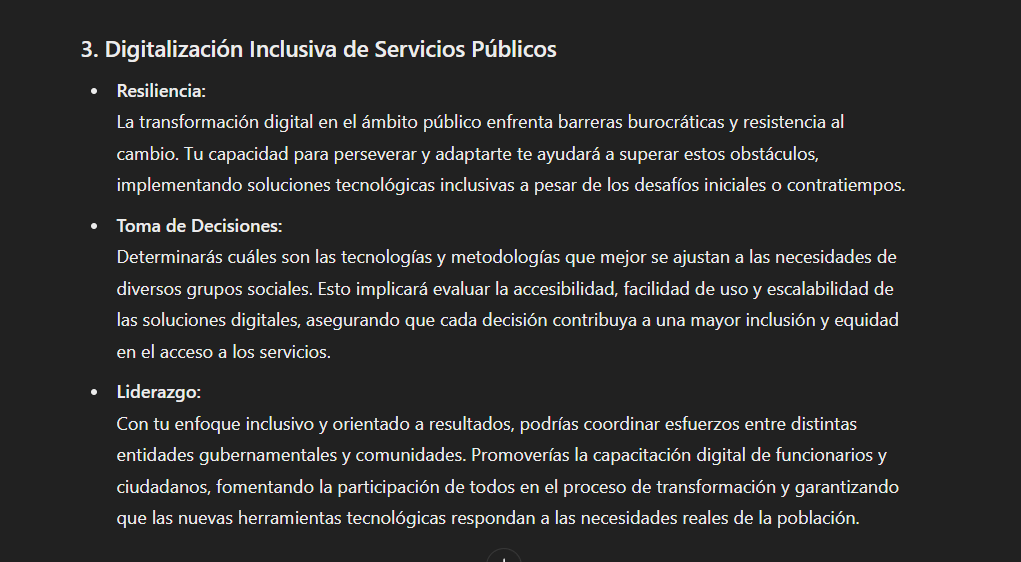 3. Digitalización Inclusiva de Servicios Públicos
• Resiliencia:
La transformación digital en el ámbito público enfrenta barreras burocráticas y resistencia al
cambio. Tu capacidad para perseverar y adaptarte te ayudará a superar estos obstáculos,
implementando soluciones tecnológicas inclusivas a pesar de los desafíos iniciales o contratiempos.
• Toma de Decisiones:
Determinarás cuáles son las tecnologías y metodologías que mejor se ajustan a las necesidades de
diversos grupos sociales. Esto implicará evaluar la accesibilidad, facilidad de uso y escalabilidad de
las soluciones digitales, asegurando que cada decisión contribuya a una mayor inclusión y equidad
en el acceso a los servicios.
• Liderazgo:
Con tu enfoque inclusivo y orientado a resultados, podrías coordinar esfuerzos entre distintas
entidades gubernamentales y comunidades. Promoverías la capacitación digital de funcionarios y
ciudadanos, fomentando la participación de todos en el proceso de transformación y garantizando
que las nuevas herramientas tecnológicas respondan a las necesidades reales de la población.